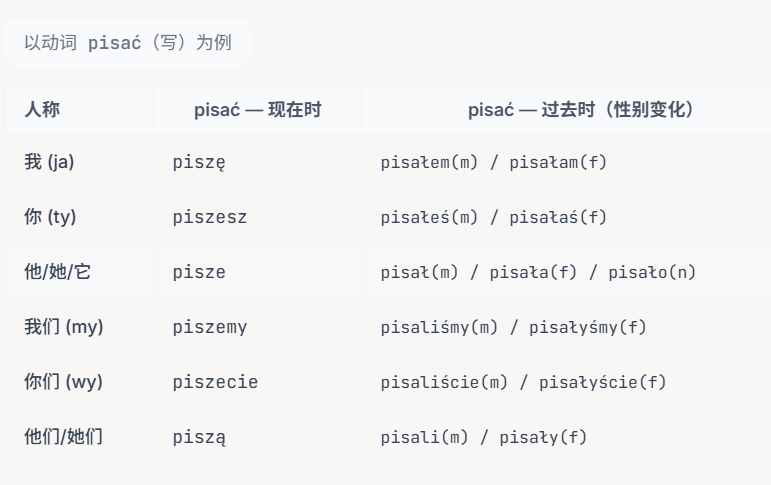 以动词 pisać（写）为例
人称 pisać — 现在时 pisać — 过去时（性别变化）
我 (ja) piszę pisałem(m) / pisałam(f)
你 (ty) piszesz pisałeś(m) / pisałaś(f)
他/她/它 pisze pisał(m) / pisała(f) / pisało(n)
我们 (my) piszemy pisaliśmy(m) / pisałyśmy(f)
你们 (wy) piszecie pisaliście(m) / pisałyście(f)
他们/她们 piszą pisali(m) / pisały(f)